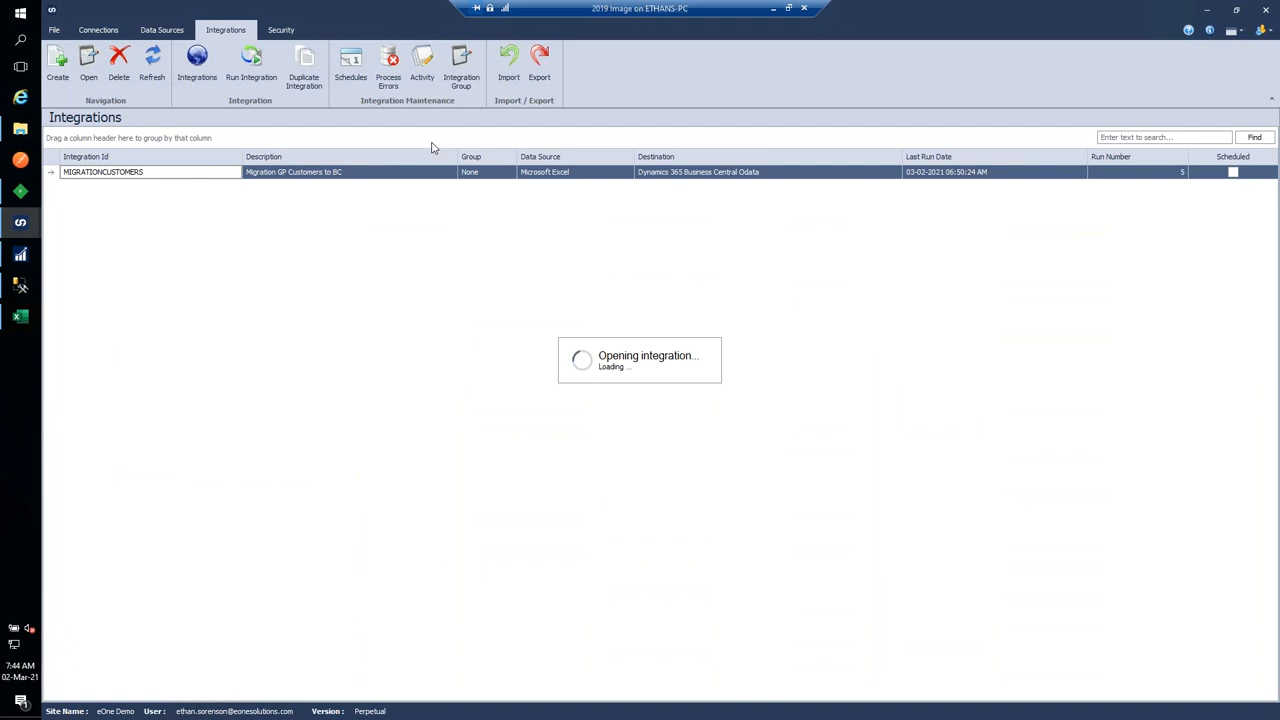 2019 Image on ETHANS-PC
File Connections Data Sources Integrations Security
Create Open Delete Refresh Integrations Run Integration Duplicate Integration Schedules Process Errors Activity Integration Group Import Export
Navigation Integration Integration Maintenance Import / Export
Integrations
Drag a column header here to group by that column Enter text to search... Find
Integration Id Description Group Data Source Destination Last Run Date Run Number Scheduled
MIGRATIONCUSTOMERS Migration GP Customers to BC None Microsoft Excel Dynamics 365 Business Central Odata 03-02-2021 06:50:24 AM 5
Opening integration...
Loading ...
7:44 AM
02-Mar-21
Site Name : eOne Demo User : ethan.sorenson@eonesolutions.com Version : Perpetual